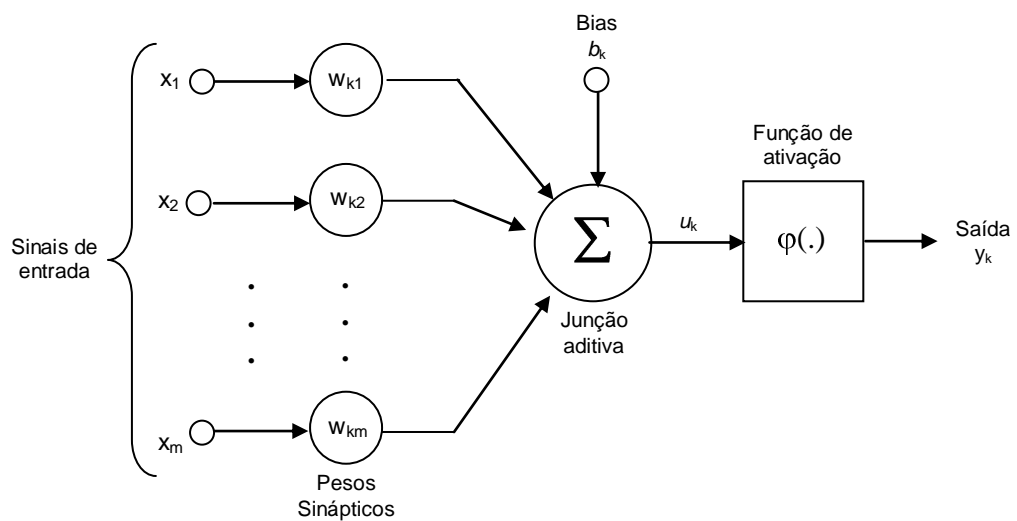 Bias
bₖ
x₁
wₖ₁
Função de
ativação
x₂
wₖ₂
Sinais de
entrada
Σ
uₖ
φ(.)
Saída
yₖ
Junção
aditiva
xₘ
wₖₘ
Pesos
Sinápticos